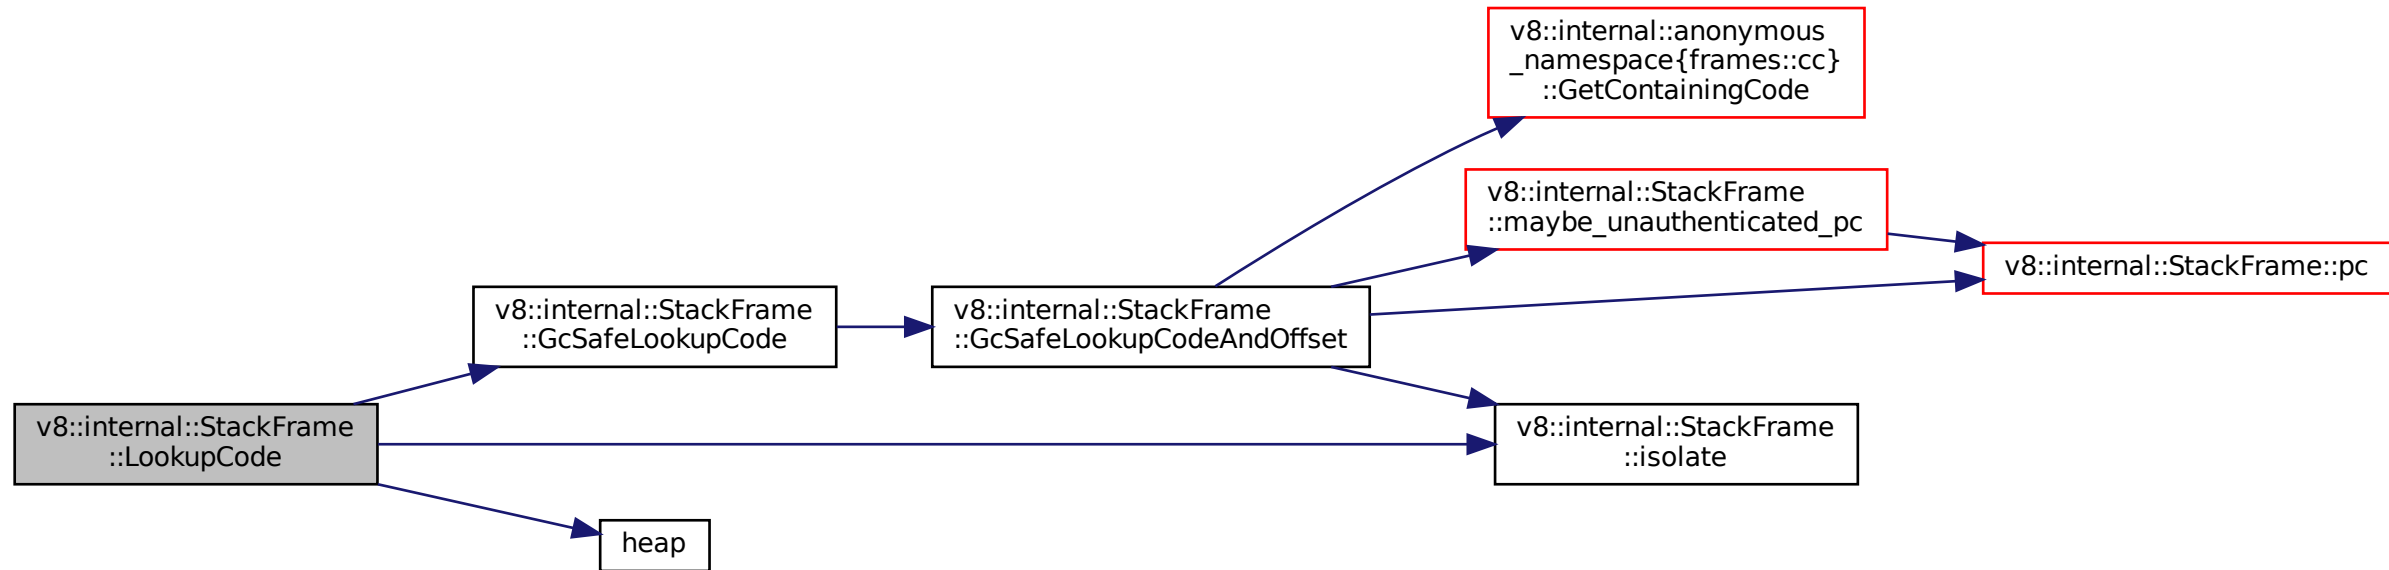 v8::internal::anonymous
_namespace{frames::cc}
::GetContainingCode
v8::internal::StackFrame
::maybe_unauthenticated_pc
v8::internal::StackFrame::pc
v8::internal::StackFrame
::GcSafeLookupCode
v8::internal::StackFrame
::GcSafeLookupCodeAndOffset
v8::internal::StackFrame
::LookupCode
v8::internal::StackFrame
::isolate
heap